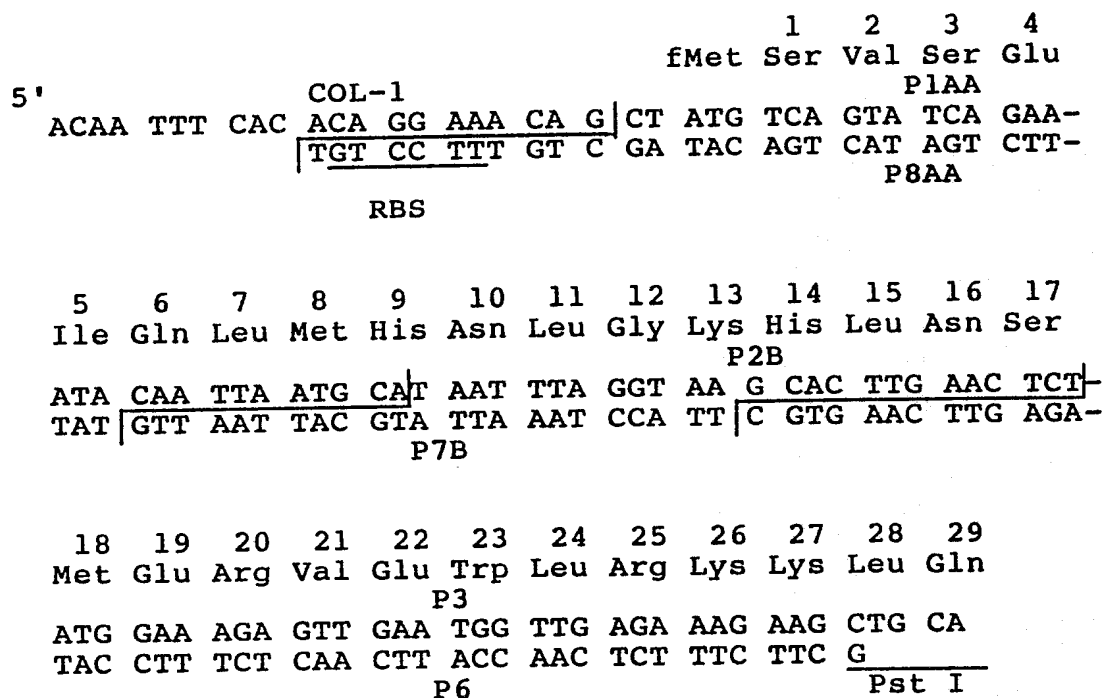 1 2 3 4
fMet Ser Val Ser Glu
5' COL-1 P1AA
ACAA TTT CAC ACA GG AAA CA G CT ATG TCA GTA TCA GAA-
TGT CC TTT GT C GA TAC AGT CAT AGT CTT-
P8AA
RBS
5 6 7 8 9 10 11 12 13 14 15 16 17
Ile Gln Leu Met His Asn Leu Gly Lys His Leu Asn Ser
P2B
ATA CAA TTA ATG CAT AAT TTA GGT AA G CAC TTG AAC TCT-
TAT GTT AAT TAC GTA TTA AAT CCA TT C GTG AAC TTG AGA-
P7B
18 19 20 21 22 23 24 25 26 27 28 29
Met Glu Arg Val Glu Trp Leu Arg Lys Lys Leu Gln
P3
ATG GAA AGA GTT GAA TGG TTG AGA AAG AAG CTG CA
TAC CTT TCT CAA CTT ACC AAC TCT TTC TTC G
P6 Pst I